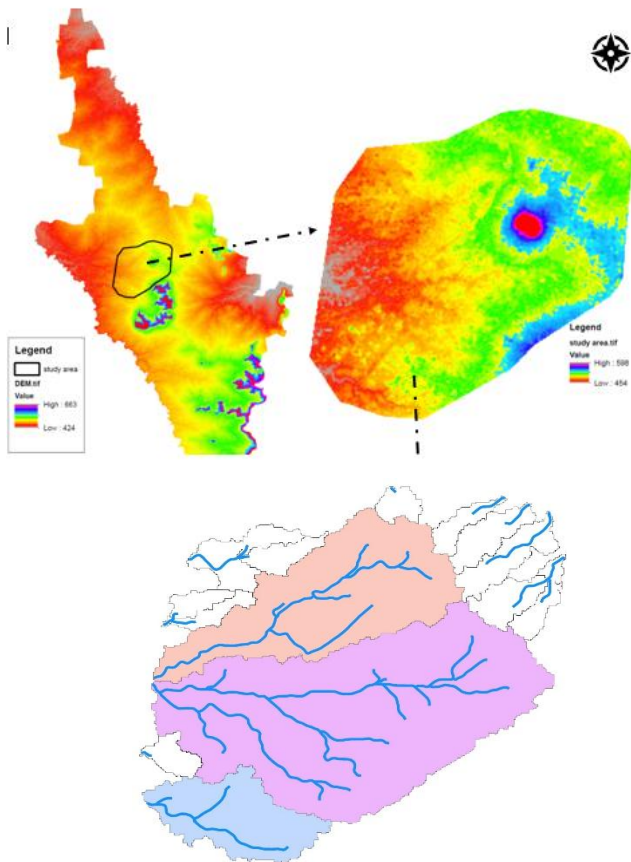 Legend
study area
DEM.tif
Value
High : 663
Low : 424
Legend
study area.tif
Value
High : 598
Low : 454